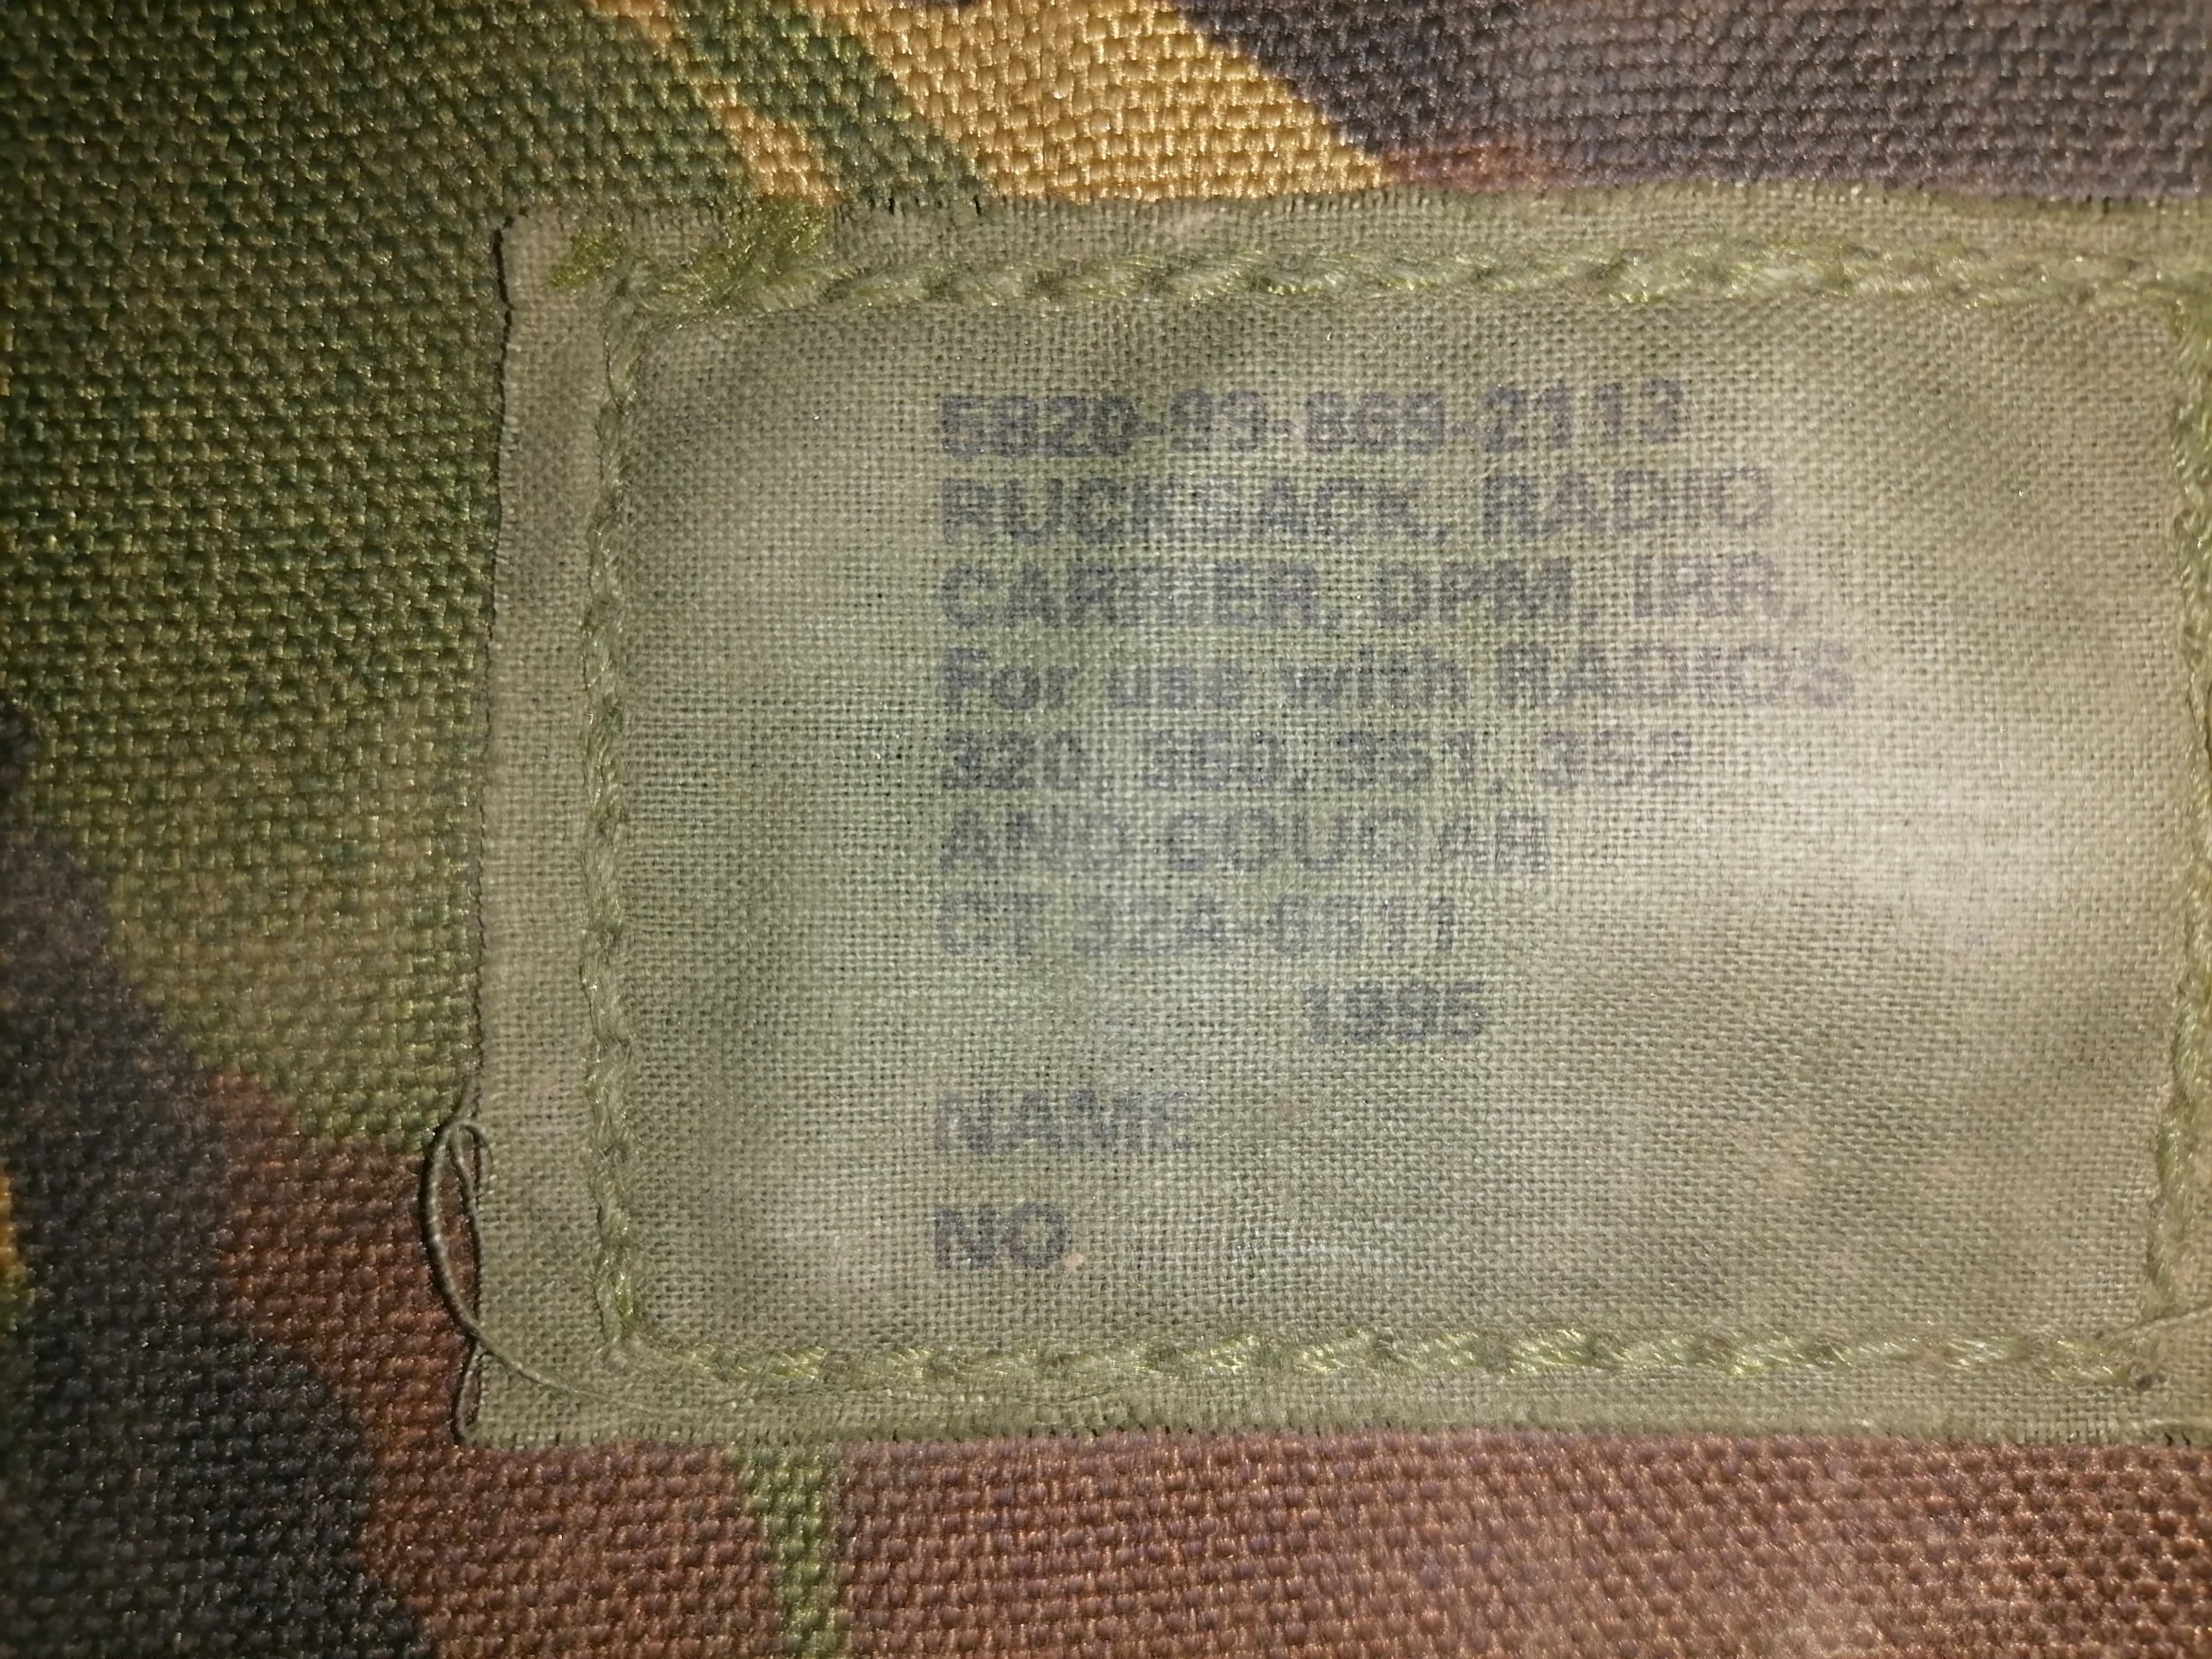 5820-99-869-2113
RUCKSACK, RADIO
CARRIER, DPM, IRR,
For use with RADIOS
320, 350, 351, 352
AND COUGAR
CT
1995
NAME
NO